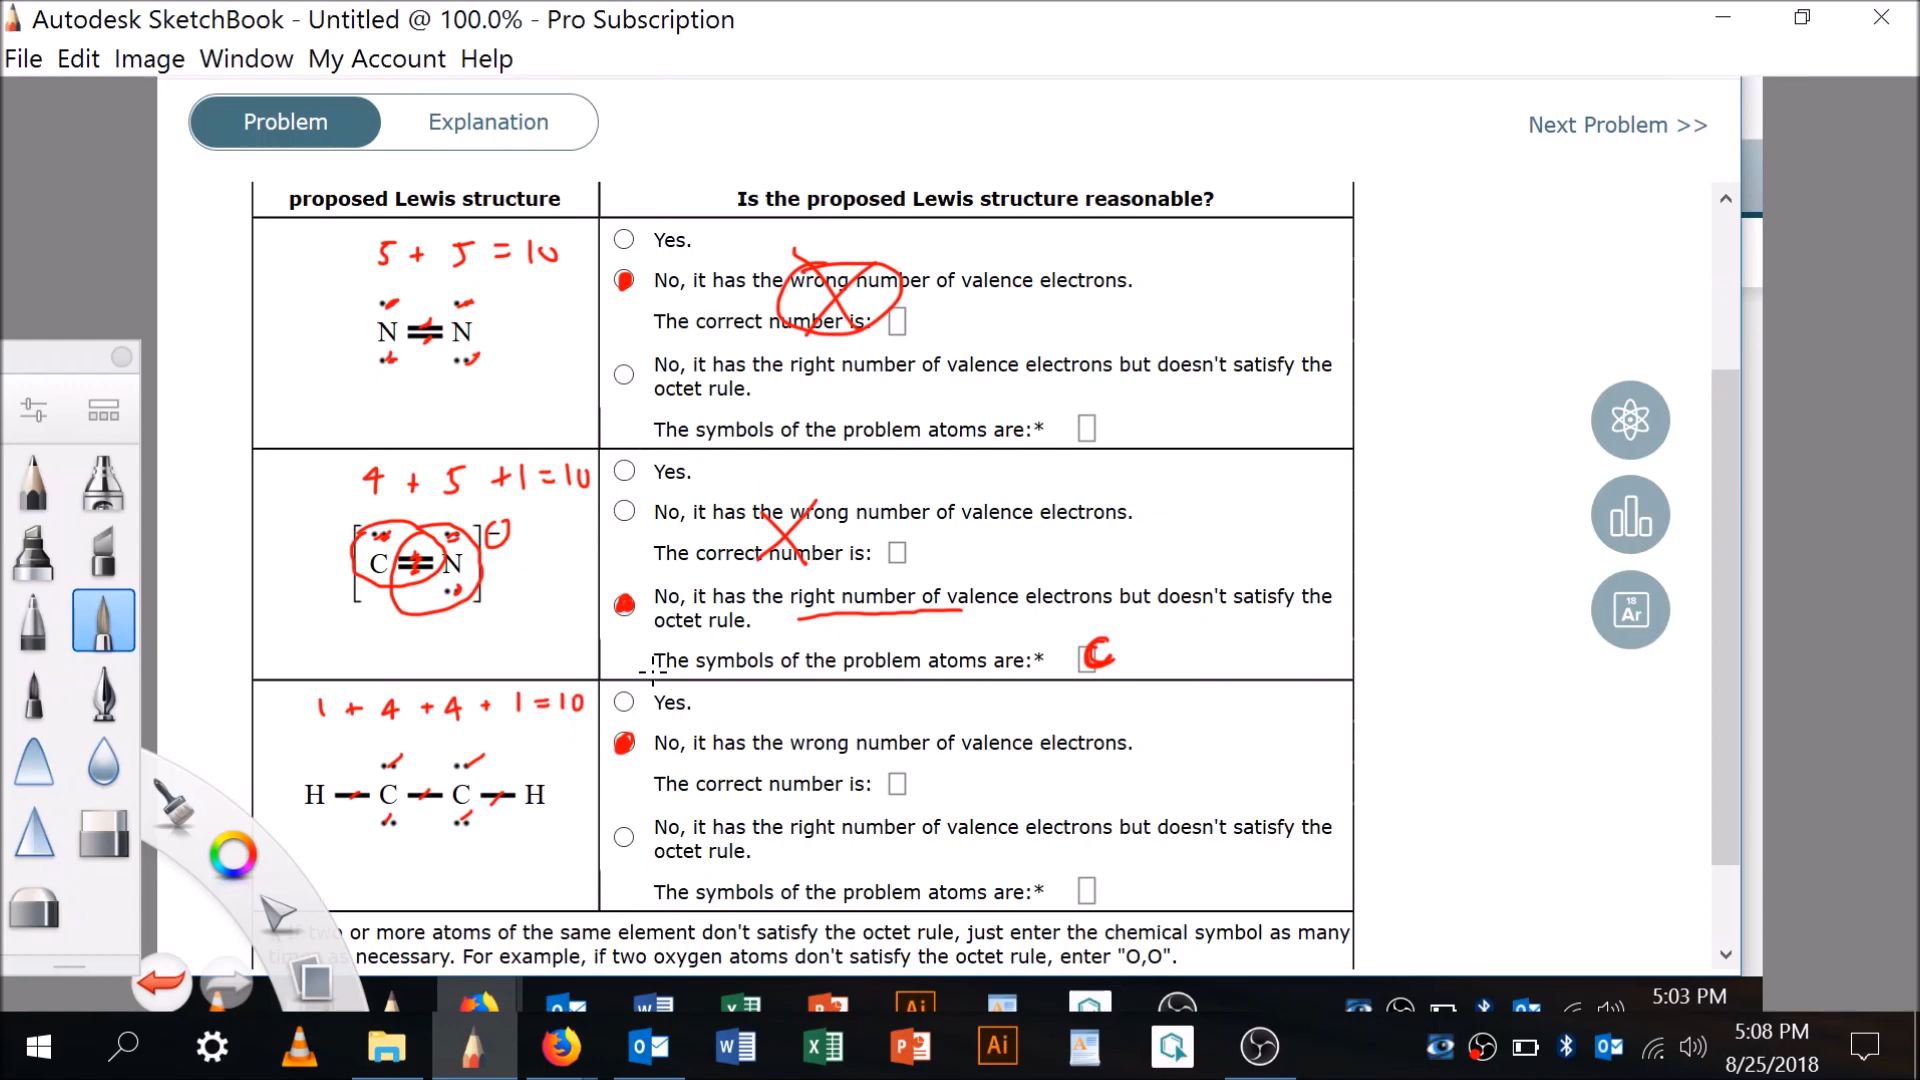 Autodesk SketchBook - Untitled @ 100.0% - Pro Subscription
File Edit Image Window My Account Help
Problem Explanation
Next Problem >>
proposed Lewis structure Is the proposed Lewis structure reasonable?
5 + 5 = 10
N N
Yes.
No, it has the wrong number of valence electrons.
The correct number is:
No, it has the right number of valence electrons but doesn't satisfy the
octet rule.
The symbols of the problem atoms are:*
4 + 5 + 1 = 10
C N −
Yes.
No, it has the wrong number of valence electrons.
The correct number is:
No, it has the right number of valence electrons but doesn't satisfy the
octet rule.
The symbols of the problem atoms are:* C
1 + 4 + 4 + 1 = 10
H C C H
Yes.
No, it has the wrong number of valence electrons.
The correct number is:
No, it has the right number of valence electrons but doesn't satisfy the
octet rule.
The symbols of the problem atoms are:*
or more atoms of the same element don't satisfy the octet rule, just enter the chemical symbol as many
necessary. For example, if two oxygen atoms don't satisfy the octet rule, enter "O,O".
18
Ar
5:03 PM
Ai
5:08 PM
8/25/2018